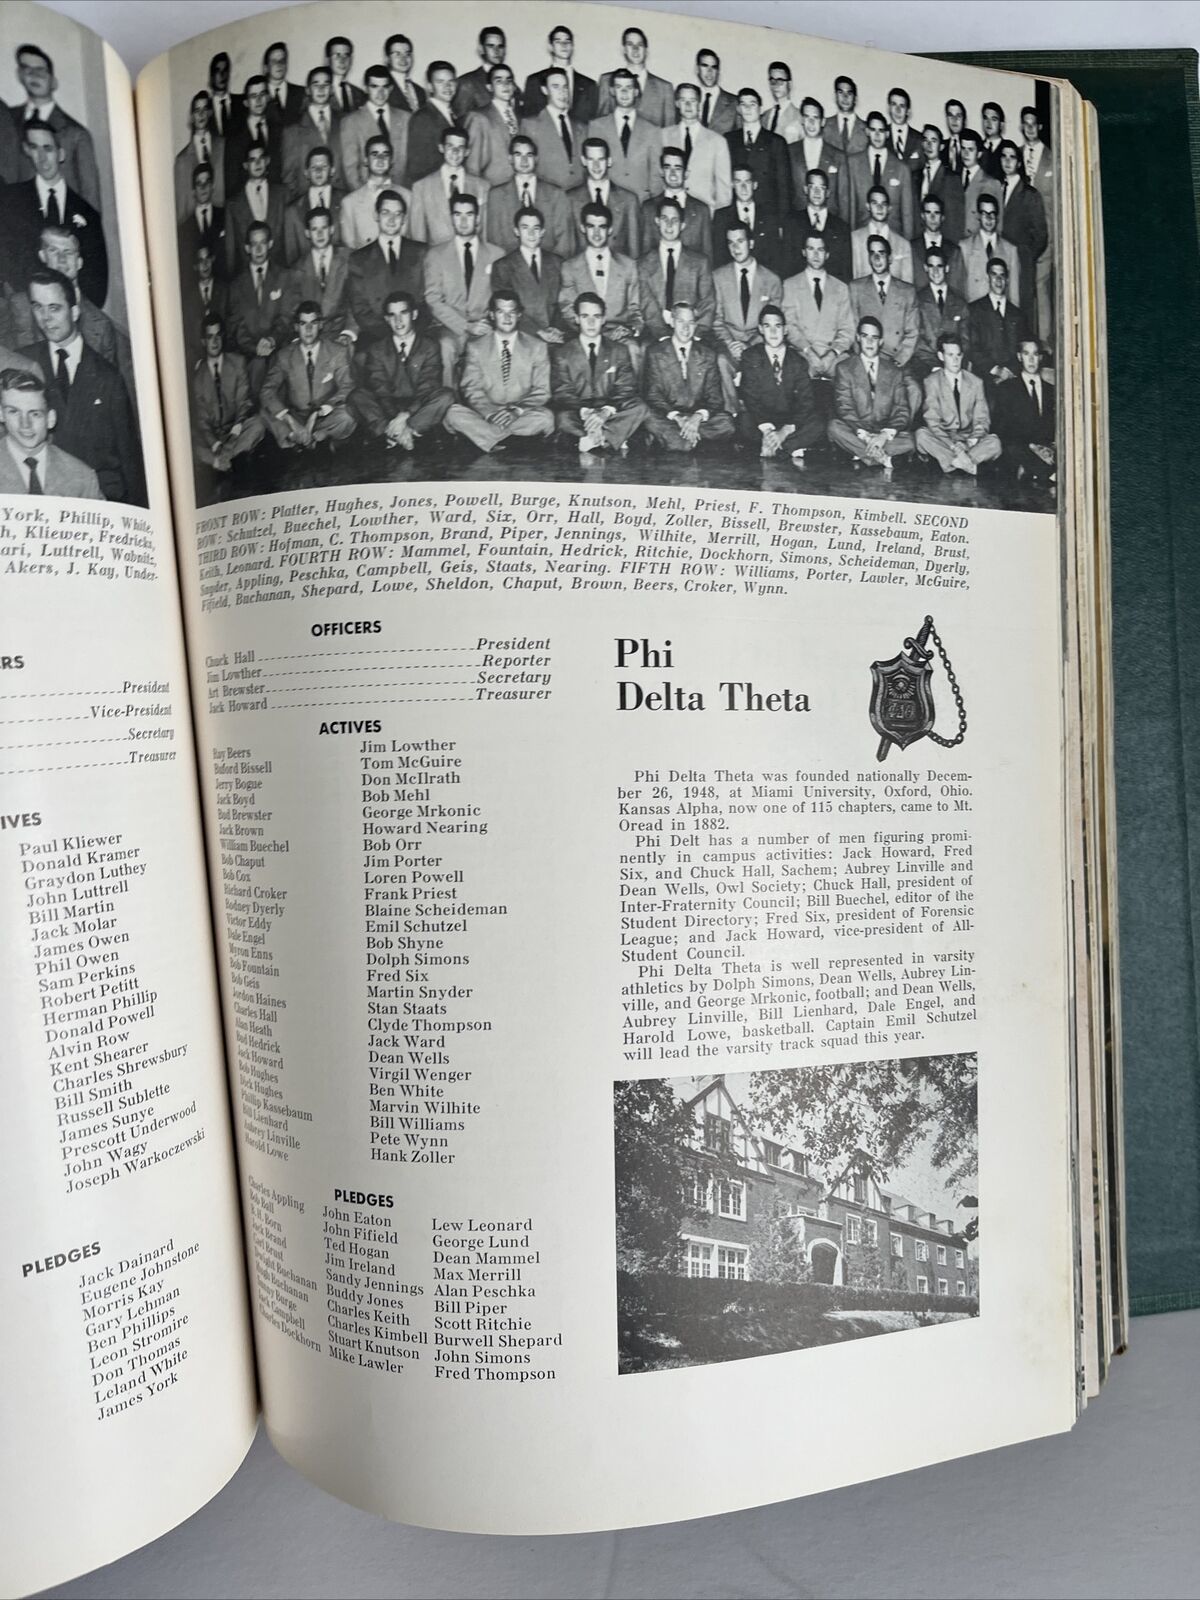 York, Phillip, White,
h, Kliewer, Fredricks,
ari, Luttrell, Wabnitz,
Akers, J. Kay, Under-
RS
President
Vice-President
Secretary
Treasurer
IVES
Paul Kliewer
Donald Kramer
Graydon Luthey
John Luttrell
Bill Martin
Jack Molar
James Owen
Phil Owen
Sam Perkins
Robert Petitt
Herman Phillip
Donald Powell
Alvin Row
Kent Shearer
Charles Shrewsbury
Bill Smith
Russell Sublette
James Sunye
Prescott Underwood
John Wagy
Joseph Warkoczewski
PLEDGES
Jack Dainard
Eugene Johnstone
Morris Kay
Gary Lehman
Ben Phillips
Leon Stromire
Don Thomas
Leland White
James York
FRONT ROW: Platter, Hughes, Jones, Powell, Burge, Knutson, Mehl, Priest, F. Thompson, Kimbell. SECOND
ROW: Schutzel, Buechel, Lowther, Ward, Six, Orr, Hall, Boyd, Zoller, Bissell, Brewster, Kassebaum, Eaton.
THIRD ROW: Hofman, C. Thompson, Brand, Piper, Jennings, Wilhite, Merrill, Hogan, Lund, Ireland, Brust,
Keith, Leonard. FOURTH ROW: Mammel, Fountain, Hedrick, Ritchie, Dockhorn, Simons, Scheideman, Dyerly,
Snyder, Appling, Peschka, Campbell, Geis, Staats, Nearing. FIFTH ROW: Williams, Porter, Lawler, McGuire,
Fifield, Buchanan, Shepard, Lowe, Sheldon, Chaput, Brown, Beers, Croker, Wynn.
OFFICERS
Chuck Hall President
Jim Lowther Reporter
Art Brewster Secretary
Jack Howard Treasurer
ACTIVES
Ray Beers
Buford Bissell
Jerry Bogue
Jack Boyd
Bud Brewster
Jack Brown
William Buechel
Bob Chaput
Bob Cox
Richard Croker
Rodney Dyerly
Victor Eddy
Dale Engel
Myron Enns
Bob Fountain
Bob Geis
Jordon Haines
Charles Hall
Alan Heath
Bud Hedrick
Jack Howard
Bob Hughes
Dick Hughes
Phillip Kassebaum
Bill Lienhard
Aubrey Linville
Harold Lowe
Jim Lowther
Tom McGuire
Don McIlrath
Bob Mehl
George Mrkonic
Howard Nearing
Bob Orr
Jim Porter
Loren Powell
Frank Priest
Blaine Scheideman
Emil Schutzel
Bob Shyne
Dolph Simons
Fred Six
Martin Snyder
Stan Staats
Clyde Thompson
Jack Ward
Dean Wells
Virgil Wenger
Ben White
Marvin Wilhite
Bill Williams
Pete Wynn
Hank Zoller
PLEDGES
Charles Appling
Bob Ball
Jack Brand
Carl Brust
Dwight Buchanan
Hugh Buchanan
Burge
Jack Campbell
Charles Dockhorn
John Eaton
John Fifield
Ted Hogan
Jim Ireland
Sandy Jennings
Buddy Jones
Charles Keith
Charles Kimbell
Stuart Knutson
Mike Lawler
Lew Leonard
George Lund
Dean Mammel
Max Merrill
Alan Peschka
Bill Piper
Scott Ritchie
Burwell Shepard
John Simons
Fred Thompson
Phi
Delta Theta
ΦΔΘ
Phi Delta Theta was founded nationally Decem-
ber 26, 1948, at Miami University, Oxford, Ohio.
Kansas Alpha, now one of 115 chapters, came to Mt.
Oread in 1882.
Phi Delt has a number of men figuring promi-
nently in campus activities: Jack Howard, Fred
Six, and Chuck Hall, Sachem; Aubrey Linville and
Dean Wells, Owl Society; Chuck Hall, president of
Inter-Fraternity Council; Bill Buechel, editor of the
Student Directory; Fred Six, president of Forensic
League; and Jack Howard, vice-president of All-
Student Council.
Phi Delta Theta is well represented in varsity
athletics by Dolph Simons, Dean Wells, Aubrey Lin-
ville, and George Mrkonic, football; and Dean Wells,
Aubrey Linville, Bill Lienhard, Dale Engel, and
Harold Lowe, basketball. Captain Emil Schutzel
will lead the varsity track squad this year.